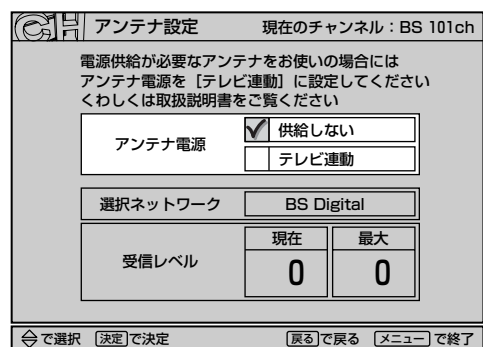 CH アンテナ設定 現在のチャンネル：BS 101ch
電源供給が必要なアンテナをお使いの場合には
アンテナ電源を［テレビ連動］に設定してください
くわしくは取扱説明書をご覧ください
アンテナ電源
供給しない
テレビ連動
選択ネットワーク BS Digital
受信レベル
現在 最大
0 0
で選択 決定で決定 戻るで戻る メニューで終了